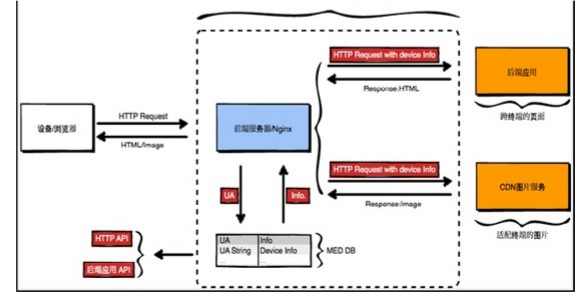 HTTP Request with device Info
后端应用
Response:HTML
跨终端的页面
HTTP Request
设备/浏览器
前端服务器/Nginx
HTML/Image
HTTP Request with device Info
CDN图片服务
UA
Info.
Response:Image
适配终端的图片
HTTP API
UA Info
UA String Device Info
... ...
MED DB
后端应用 API